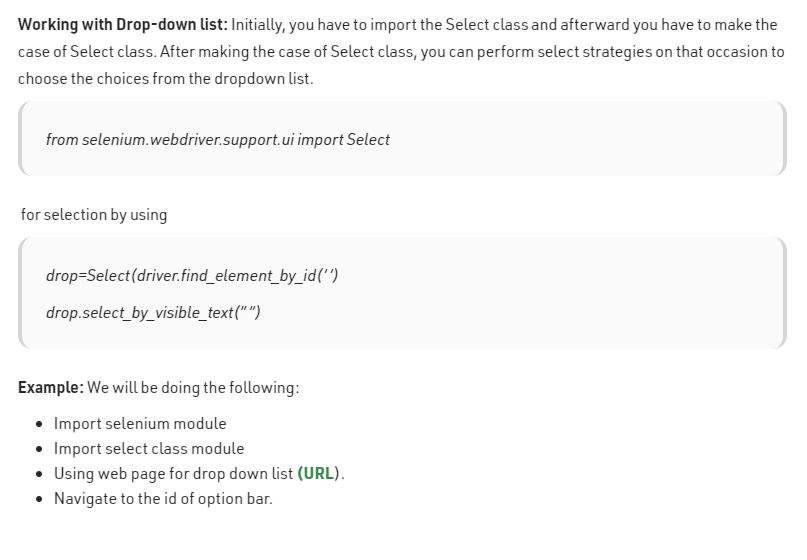 Working with Drop-down list: Initially, you have to import the Select class and afterward you have to make the
case of Select class. After making the case of Select class, you can perform select strategies on that occasion to
choose the choices from the dropdown list.
from selenium.webdriver.support.ui import Select
for selection by using
drop=Select(driver.find_element_by_id(‘‘)
drop.select_by_visible_text(” “)
Example: We will be doing the following:
• Import selenium module
• Import select class module
• Using web page for drop down list (URL).
• Navigate to the id of option bar.